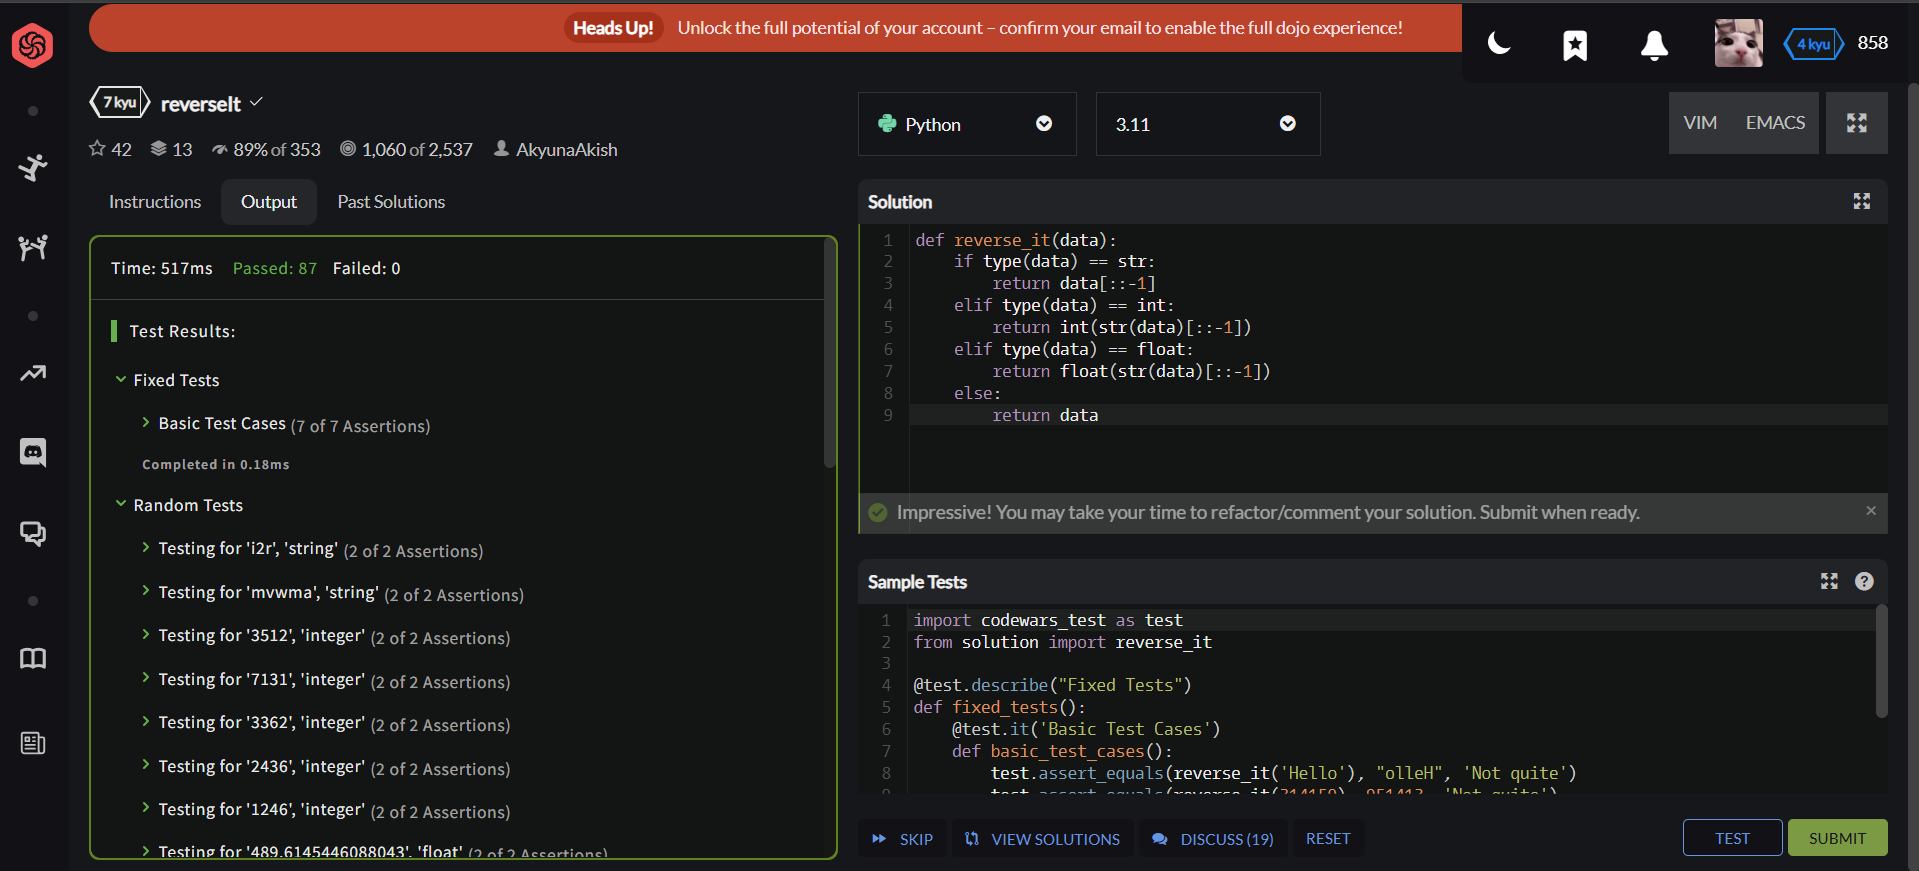 Heads Up! Unlock the full potential of your account – confirm your email to enable the full dojo experience!
4 kyu 858
7 kyu reverseIt
42 13 89% of 353 1,060 of 2,537 AkyunaAkish
Instructions Output Past Solutions
Time: 517ms Passed: 87 Failed: 0
Test Results:
Fixed Tests
Basic Test Cases (7 of 7 Assertions)
Completed in 0.18ms
Random Tests
Testing for 'i2r', 'string' (2 of 2 Assertions)
Testing for 'mvwma', 'string' (2 of 2 Assertions)
Testing for '3512', 'integer' (2 of 2 Assertions)
Testing for '7131', 'integer' (2 of 2 Assertions)
Testing for '3362', 'integer' (2 of 2 Assertions)
Testing for '2436', 'integer' (2 of 2 Assertions)
Testing for '1246', 'integer' (2 of 2 Assertions)
Testing for '489.6145446088043', 'float' (2 of 2 Assertions)
Python 3.11 VIM EMACS
Solution
1 def reverse_it(data):
2 if type(data) == str:
3 return data[::-1]
4 elif type(data) == int:
5 return int(str(data)[::-1])
6 elif type(data) == float:
7 return float(str(data)[::-1])
8 else:
9 return data
Impressive! You may take your time to refactor/comment your solution. Submit when ready.
Sample Tests
1 import codewars_test as test
2 from solution import reverse_it
3
4 @test.describe("Fixed Tests")
5 def fixed_tests():
6 @test.it('Basic Test Cases')
7 def basic_test_cases():
8 test.assert_equals(reverse_it('Hello'), "olleH", 'Not quite')
9 test.assert_equals(reverse_it(314159), 951413, 'Not quite')
SKIP VIEW SOLUTIONS DISCUSS (19) RESET TEST SUBMIT